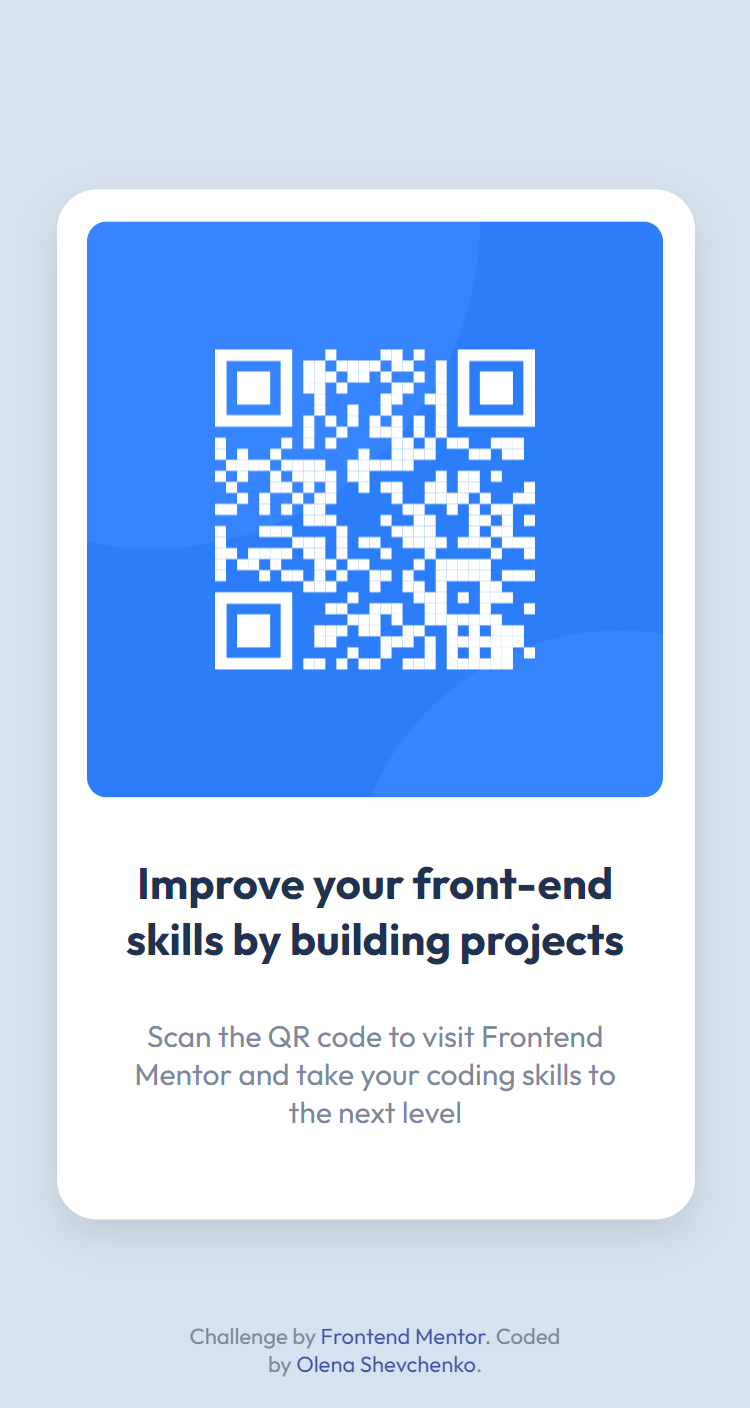 Improve your front-end
skills by building projects
Scan the QR code to visit Frontend
Mentor and take your coding skills to
the next level
Challenge by Frontend Mentor. Coded
by Olena Shevchenko.